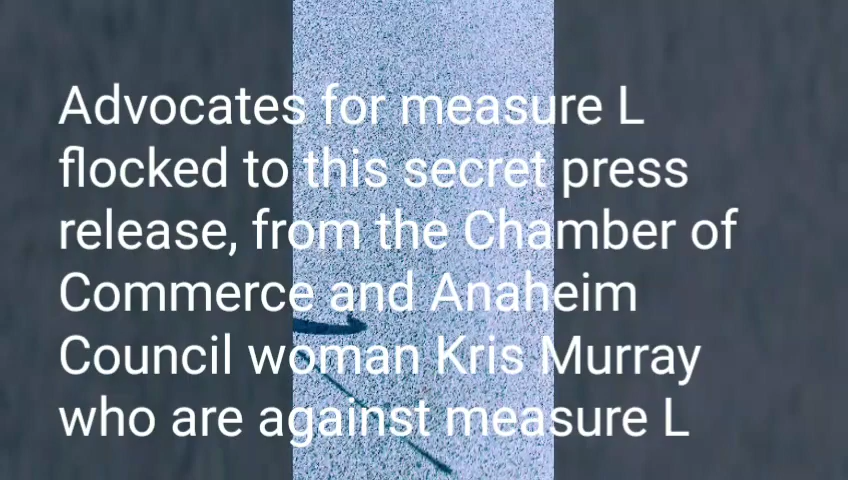 Advocates for measure L
flocked to this secret press
release, from the Chamber of
Commerce and Anaheim
Council woman Kris Murray
who are against measure L